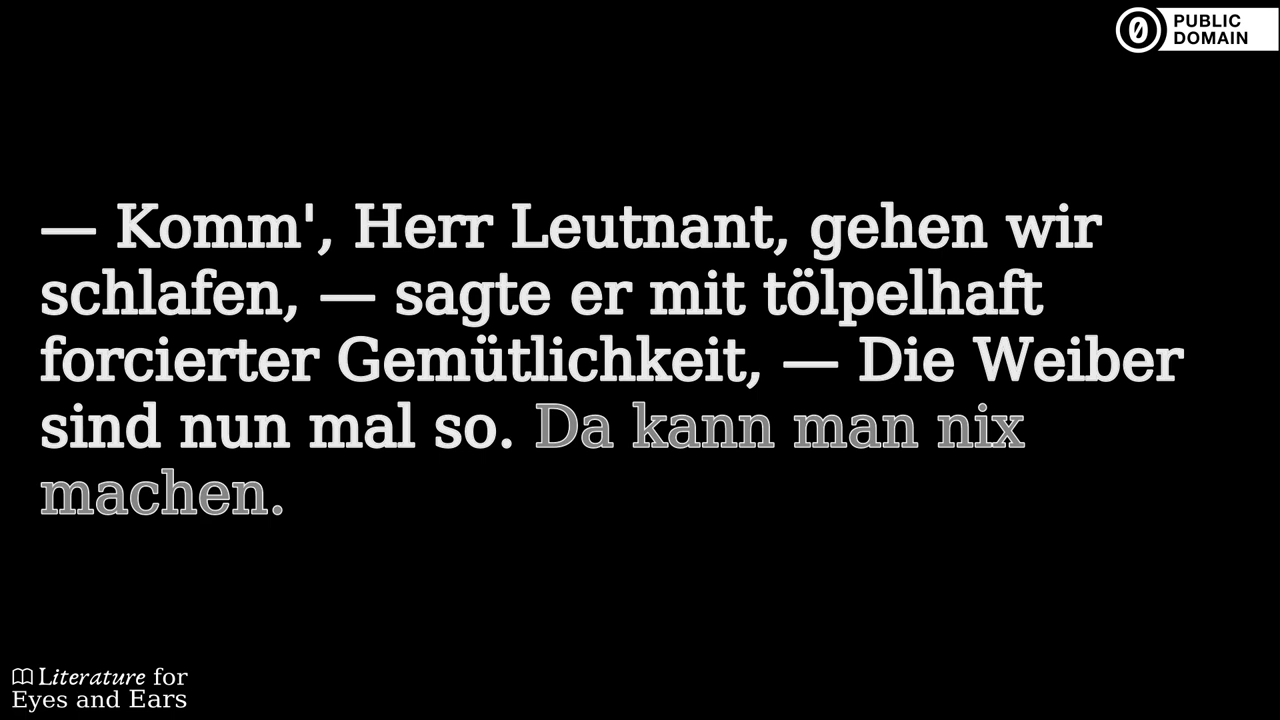 PUBLIC
DOMAIN
— Komm', Herr Leutnant, gehen wir
schlafen, — sagte er mit tölpelhaft
forcierter Gemütlichkeit, — Die Weiber
sind nun mal so. Da kann man nix
machen.
Literature for
Eyes and Ears